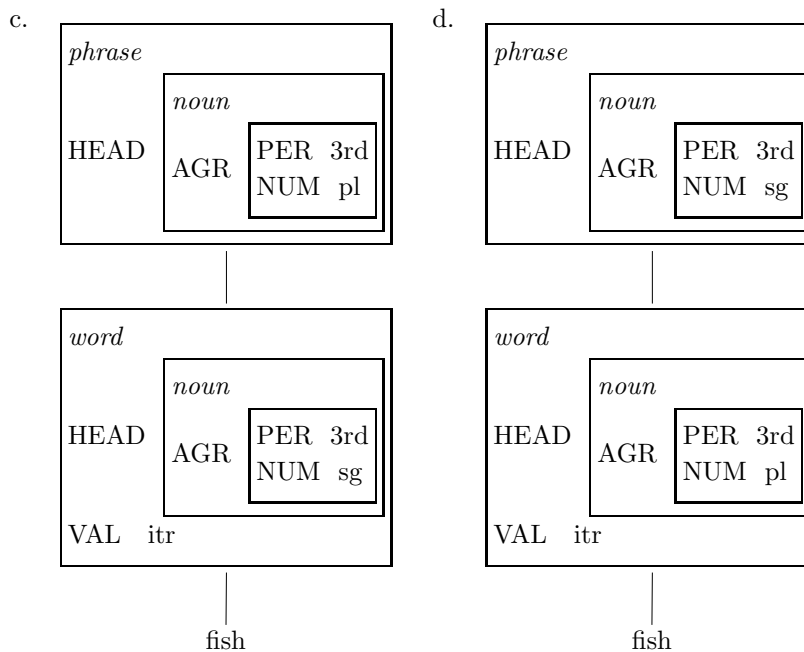 c.
phrase
noun
HEAD AGR PER 3rd
NUM pl
word
noun
HEAD AGR PER 3rd
NUM sg
VAL itr
fish
d.
phrase
noun
HEAD AGR PER 3rd
NUM sg
word
noun
HEAD AGR PER 3rd
NUM pl
VAL itr
fish